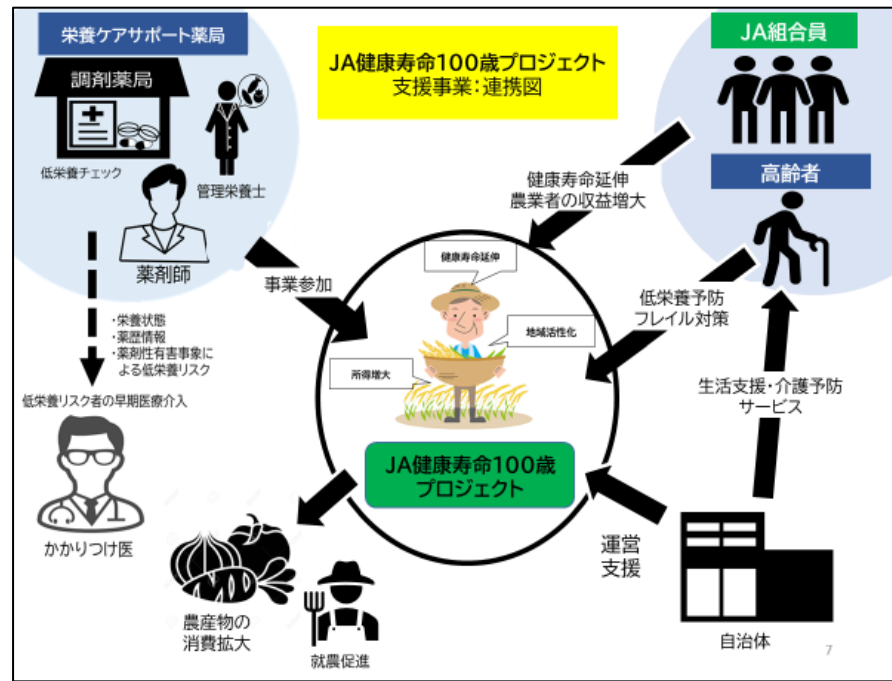 栄養ケアサポート薬局
調剤薬局
低栄養チェック
管理栄養士
薬剤師
JA健康寿命100歳プロジェクト
支援事業：連携図
JA組合員
高齢者
健康寿命延伸
農業者の収益増大
事業参加
低栄養予防
フレイル対策
・栄養状態
・薬歴情報
・薬剤性有害事象に
よる低栄養リスク
低栄養リスク者の早期医療介入
かかりつけ医
健康寿命延伸
地域活性化
所得増大
JA健康寿命100歳
プロジェクト
生活支援・介護予防
サービス
運営
支援
自治体
農産物の
消費拡大
就農促進
7